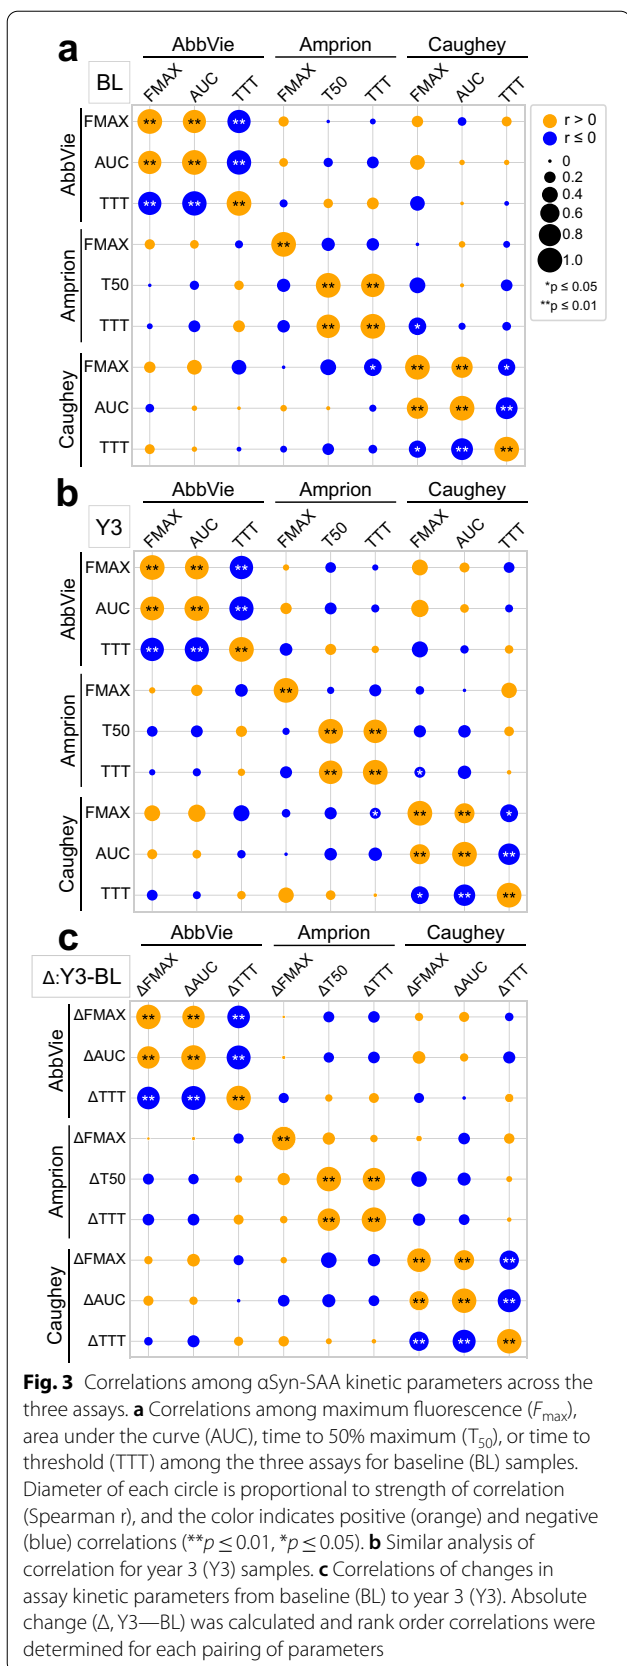 a
AbbVie Amprion Caughey
BL
FMAX AUC TTT FMAX T50 TTT FMAX AUC TTT
AbbVie
FMAX ** ** **
AUC ** ** **
TTT ** ** **
Amprion
FMAX **
T50 ** **
TTT ** ** *
Caughey
FMAX * ** ** *
AUC ** ** **
TTT * ** **
r > 0
r ≤ 0
0
0.2
0.4
0.6
0.8
1.0
*p ≤ 0.05
**p ≤ 0.01
b
AbbVie Amprion Caughey
Y3
FMAX AUC TTT FMAX T50 TTT FMAX AUC TTT
AbbVie
FMAX ** ** **
AUC ** ** **
TTT ** ** **
Amprion
FMAX **
T50 ** **
TTT ** ** *
Caughey
FMAX * ** ** *
AUC ** ** **
TTT * ** **
c
AbbVie Amprion Caughey
Δ:Y3-BL
ΔFMAX ΔAUC ΔTTT ΔFMAX ΔT50 ΔTTT ΔFMAX ΔAUC ΔTTT
AbbVie
ΔFMAX ** ** **
ΔAUC ** ** **
ΔTTT ** ** **
Amprion
ΔFMAX **
ΔT50 ** **
ΔTTT ** **
Caughey
ΔFMAX ** ** **
ΔAUC ** ** **
ΔTTT ** ** **
Fig. 3 Correlations among αSyn-SAA kinetic parameters across the
three assays. a Correlations among maximum fluorescence (Fmax),
area under the curve (AUC), time to 50% maximum (T50), or time to
threshold (TTT) among the three assays for baseline (BL) samples.
Diameter of each circle is proportional to strength of correlation
(Spearman r), and the color indicates positive (orange) and negative
(blue) correlations (**p ≤ 0.01, *p ≤ 0.05). b Similar analysis of
correlation for year 3 (Y3) samples. c Correlations of changes in
assay kinetic parameters from baseline (BL) to year 3 (Y3). Absolute
change (Δ, Y3—BL) was calculated and rank order correlations were
determined for each pairing of parameters